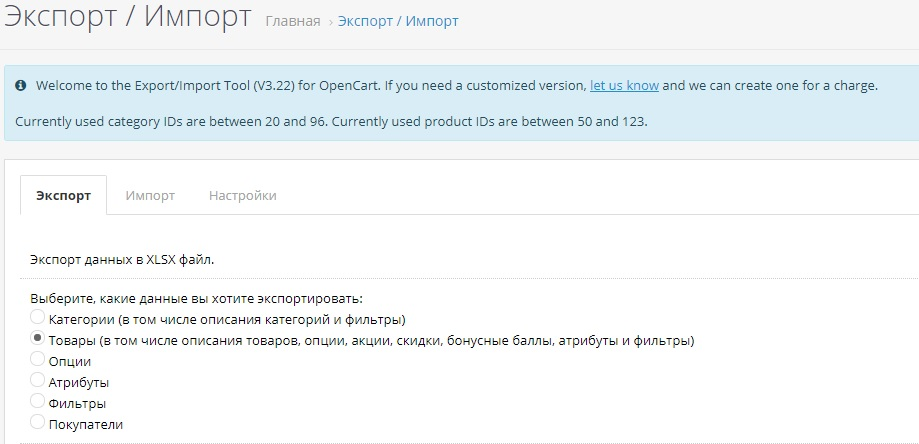 Экспорт / Импорт Главная › Экспорт / Импорт
Welcome to the Export/Import Tool (V3.22) for OpenCart. If you need a customized version, let us know and we can create one for a charge.
Currently used category IDs are between 20 and 96. Currently used product IDs are between 50 and 123.
Экспорт Импорт Настройки
Экспорт данных в XLSX файл.
Выберите, какие данные вы хотите экспортировать:
Категории (в том числе описания категорий и фильтры)
Товары (в том числе описания товаров, опции, акции, скидки, бонусные баллы, атрибуты и фильтры)
Опции
Атрибуты
Фильтры
Покупатели